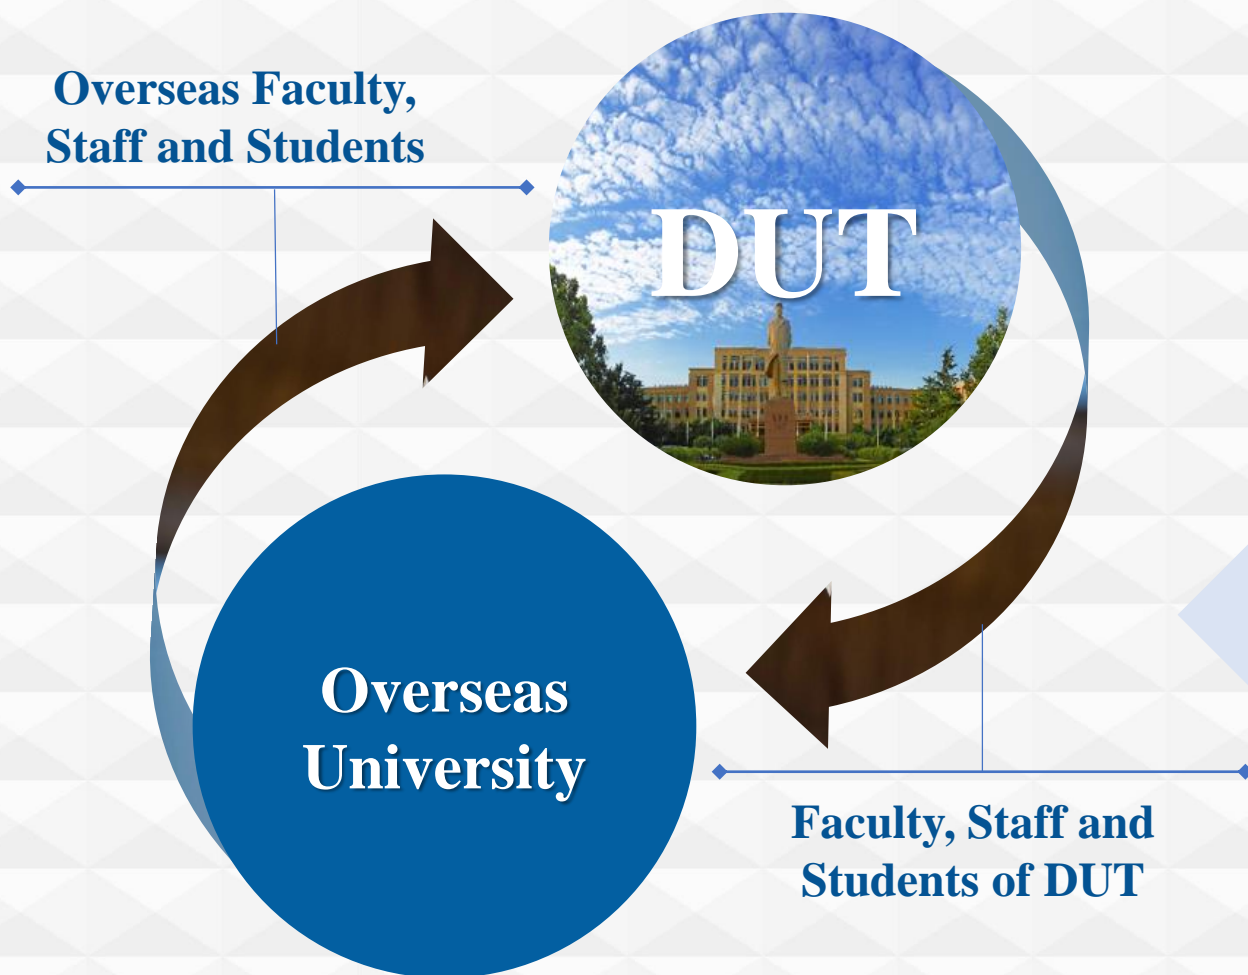 Overseas Faculty,
Staff and Students
DUT
Overseas
University
Faculty, Staff and
Students of DUT